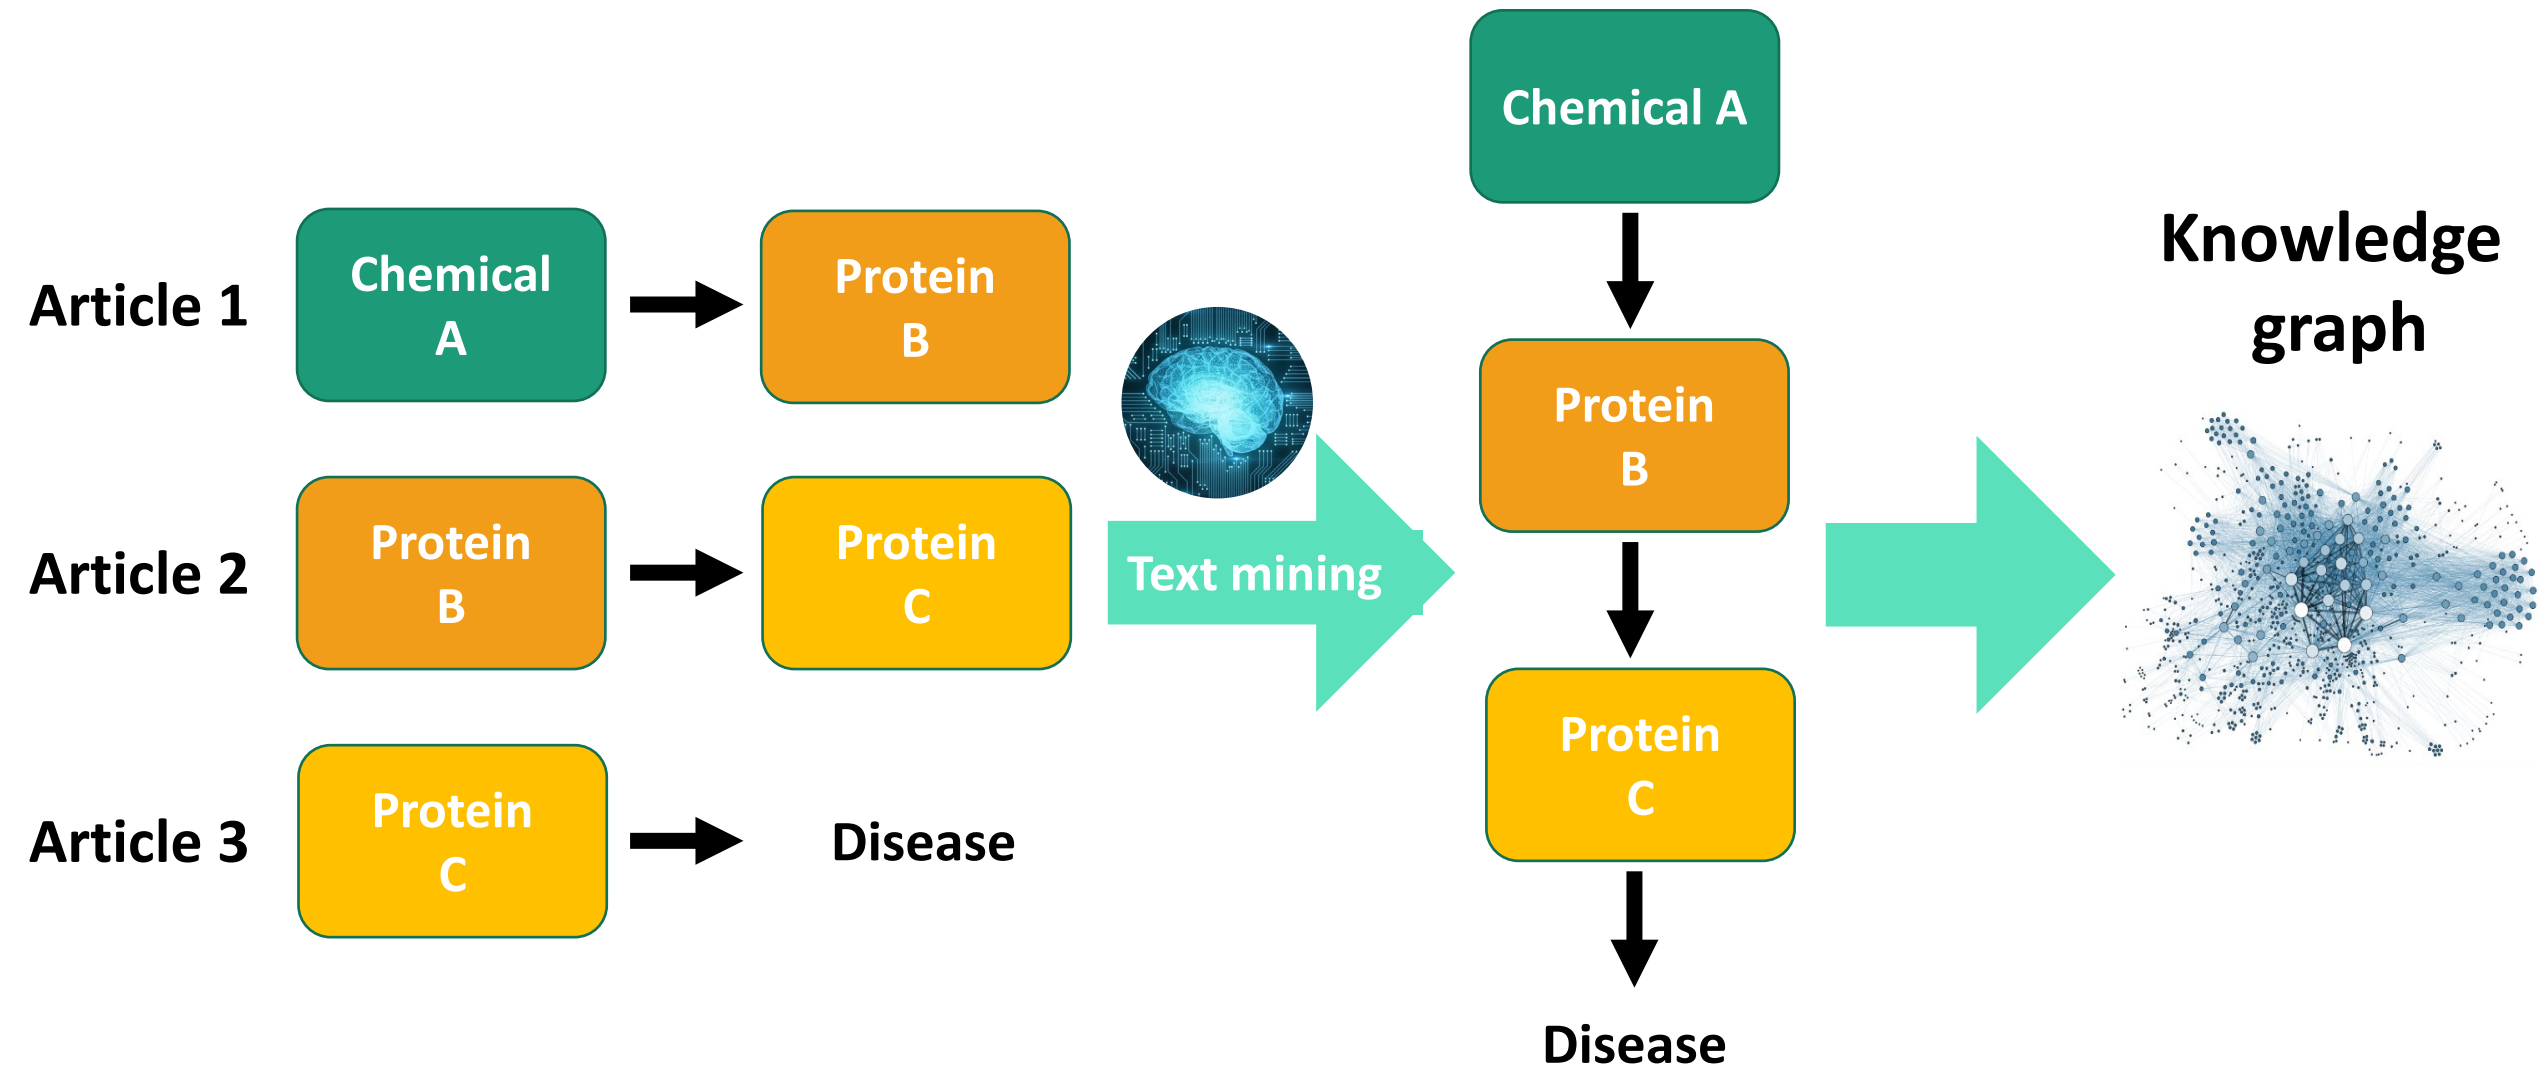 Article 1
Chemical
A
Protein
B
Article 2
Protein
B
Protein
C
Article 3
Protein
C
Disease
Text mining
Chemical A
Protein
B
Protein
C
Disease
Knowledge
graph